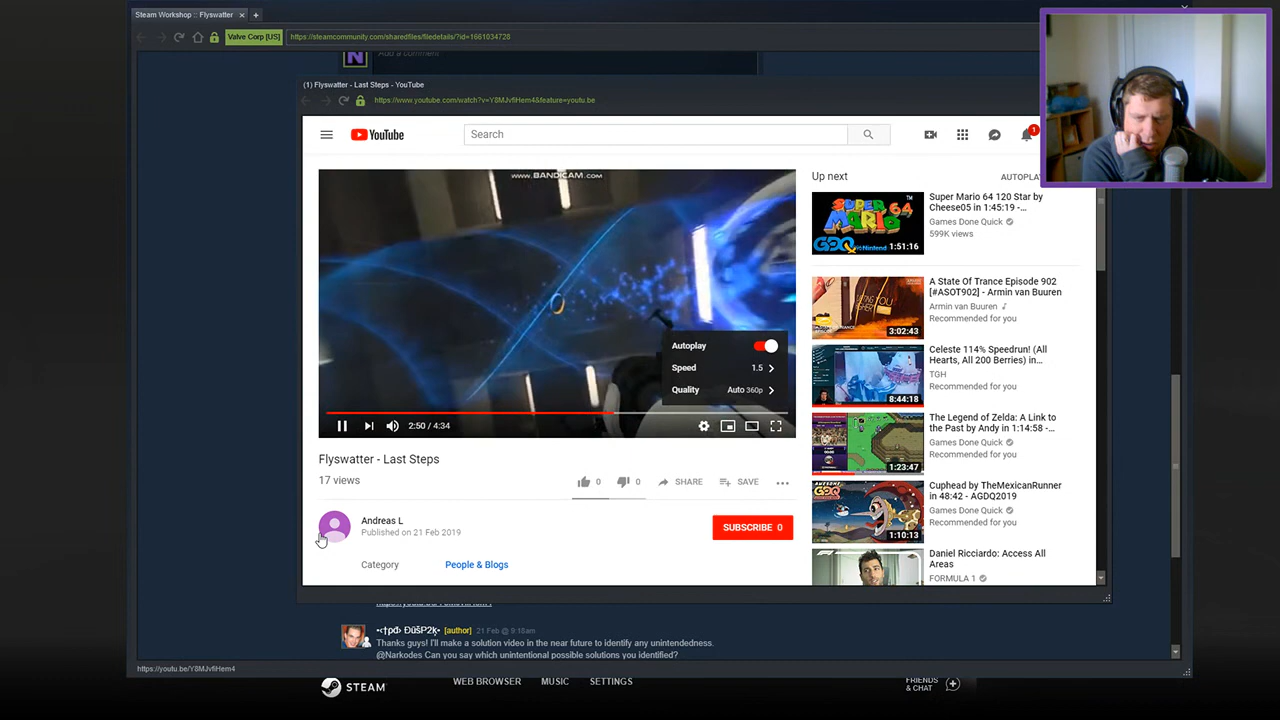 Steam Workshop :: Flyswatter
Valve Corp [US]
https://steamcommunity.com/sharedfiles/filedetails/?id=1661034728
Add a comment
(1) Flyswatter - Last Steps - YouTube
https://www.youtube.com/watch?v=Y8MJvfiHem4&feature=youtu.be
YouTube
Search
1
WWW.BANDICAM.COM
Autoplay
Speed 1.5
Quality Auto 360p
2:50 / 4:34
Flyswatter - Last Steps
17 views
0
0
SHARE
SAVE
Andreas L
Published on 21 Feb 2019
SUBSCRIBE 0
Category
People & Blogs
Up next
AUTOPLAY
Super Mario 64 120 Star by
Cheese05 in 1:45:19 -...
Games Done Quick
599K views
1:51:16
A State Of Trance Episode 902
[#ASOT902] - Armin van Buuren
Armin van Buuren
Recommended for you
3:02:43
Celeste 114% Speedrun! (All
Hearts, All 200 Berries) in...
TGH
Recommended for you
8:44:18
The Legend of Zelda: A Link to
the Past by Andy in 1:14:58 -
Games Done Quick
Recommended for you
1:23:47
Cuphead by TheMexicanRunner
in 48:42 - AGDQ2019
Games Done Quick
Recommended for you
1:10:13
Daniel Ricciardo: Access All
Areas
FORMULA 1
[author] 21 Feb @ 9:18am
Thanks guys! I'll make a solution video in the near future to identify any unintendedness.
@Narkodes Can you say which unintentional possible solutions you identified?
https://youtu.be/Y8MJvfiHem4
STEAM
WEB BROWSER
MUSIC
SETTINGS
FRIENDS
& CHAT